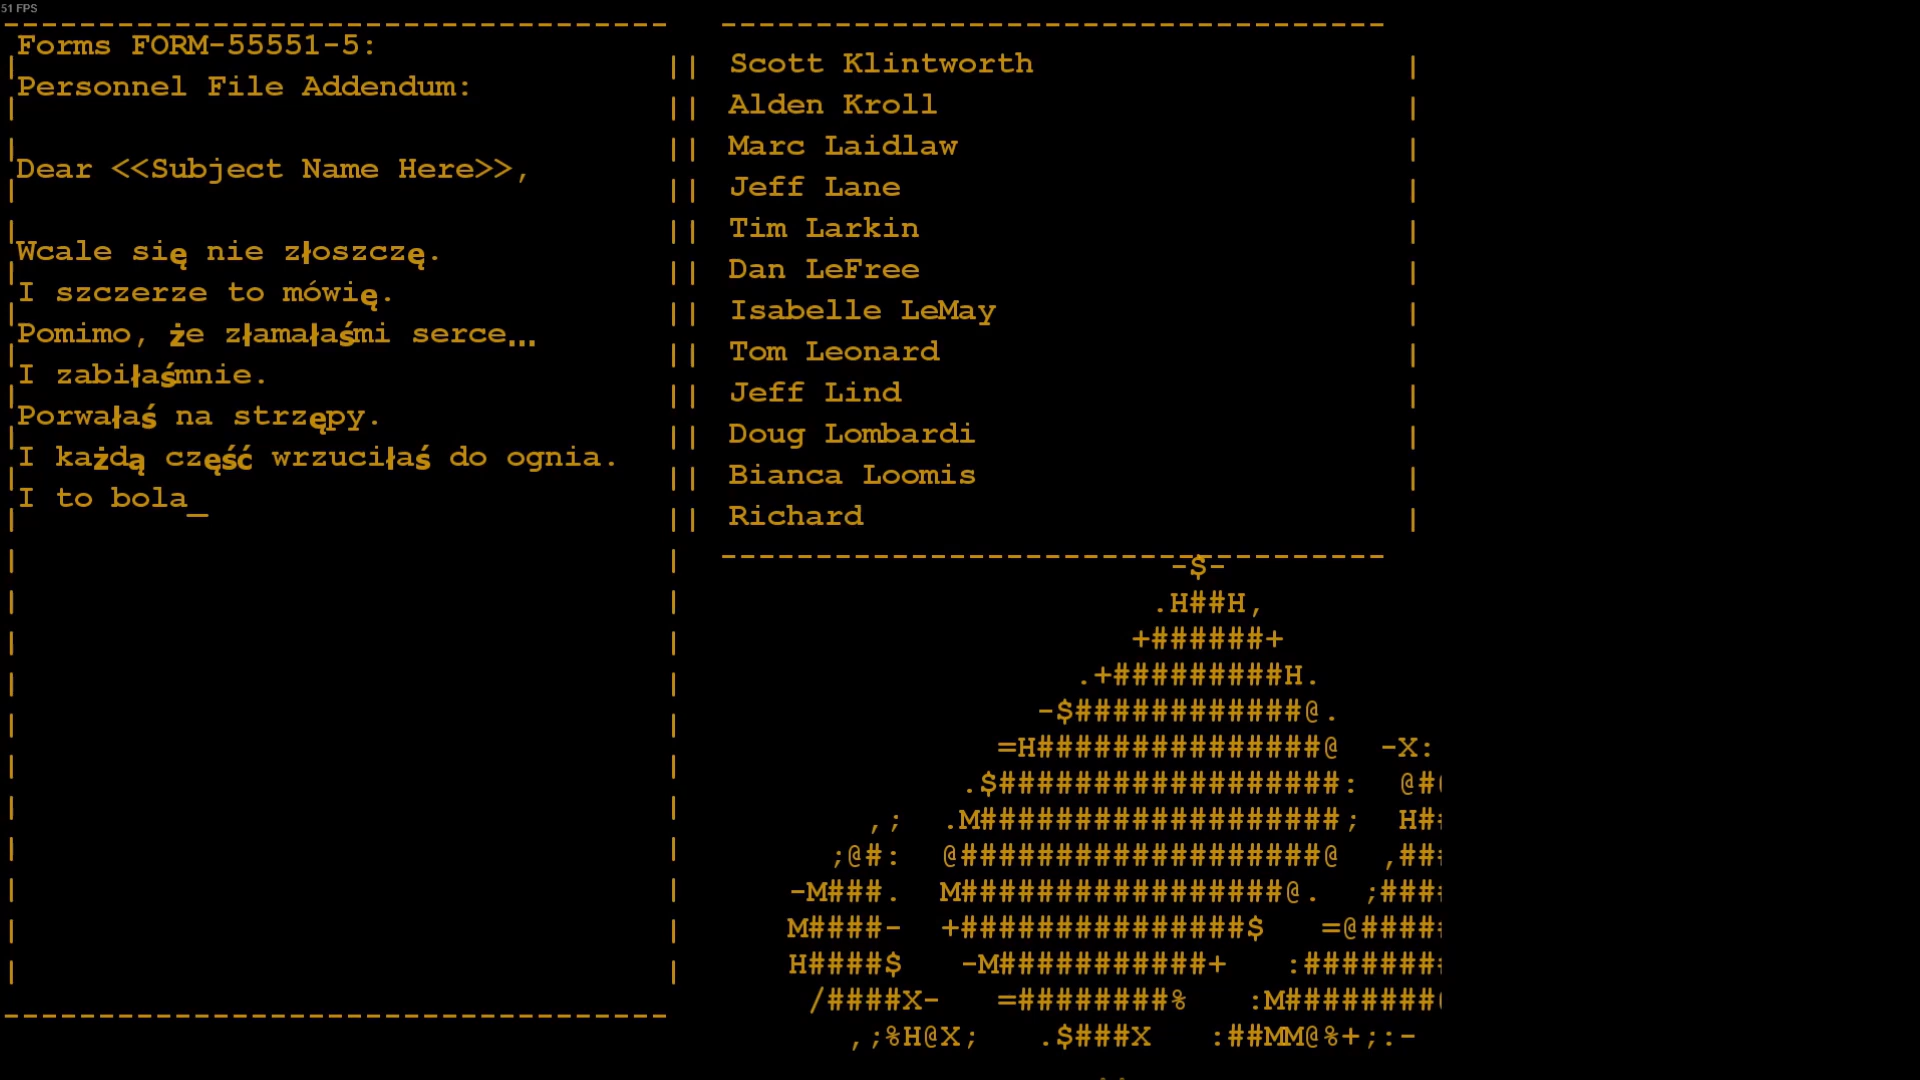 51 FPS
Forms FORM-55551-5:
Personnel File Addendum:
Dear <<Subject Name Here>>,
Wcale się nie złoszczę.
I szczerze to mówię.
Pomimo, że złamałaśmi serce...
I zabiłaśmnie.
Porwałaś na strzępy.
I każdą część wrzuciłaś do ognia.
I to bola_
Scott Klintworth
Alden Kroll
Marc Laidlaw
Jeff Lane
Tim Larkin
Dan LeFree
Isabelle LeMay
Tom Leonard
Jeff Lind
Doug Lombardi
Bianca Loomis
Richard